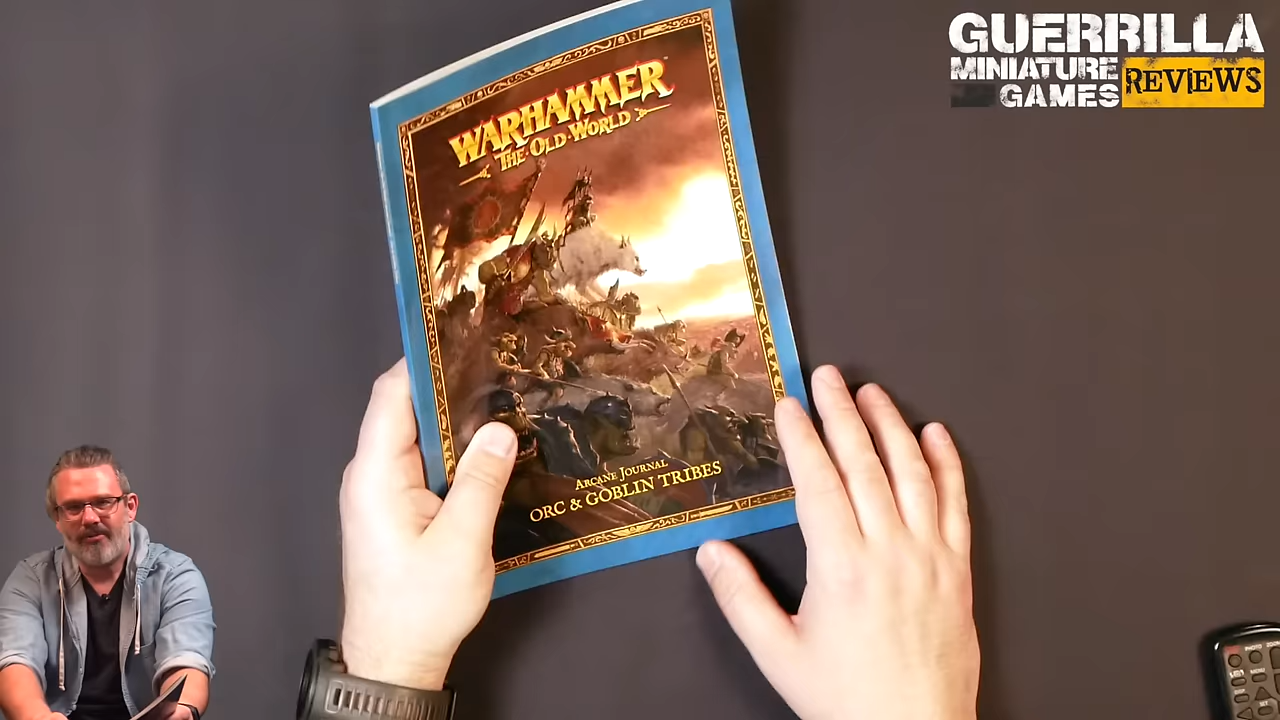 GUERRILLA
MINIATURE
GAMES REVIEWS
WARHAMMER
THE OLD WORLD
ARCANE JOURNAL
ORC & GOBLIN TRIBES